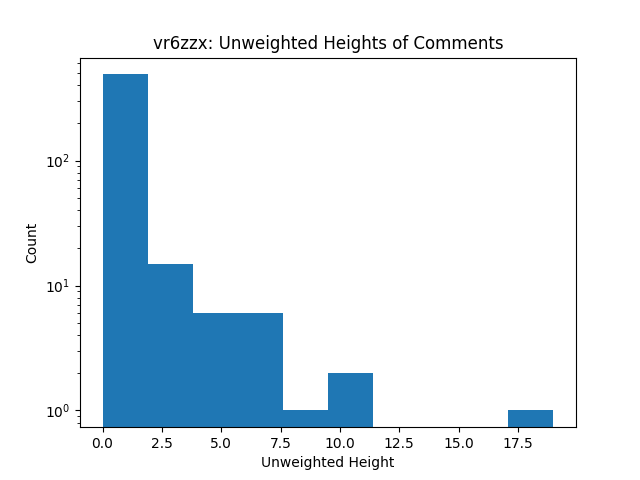 vr6zzx: Unweighted Heights of Comments
Count
10²
10¹
10⁰
0.0 2.5 5.0 7.5 10.0 12.5 15.0 17.5
Unweighted Height